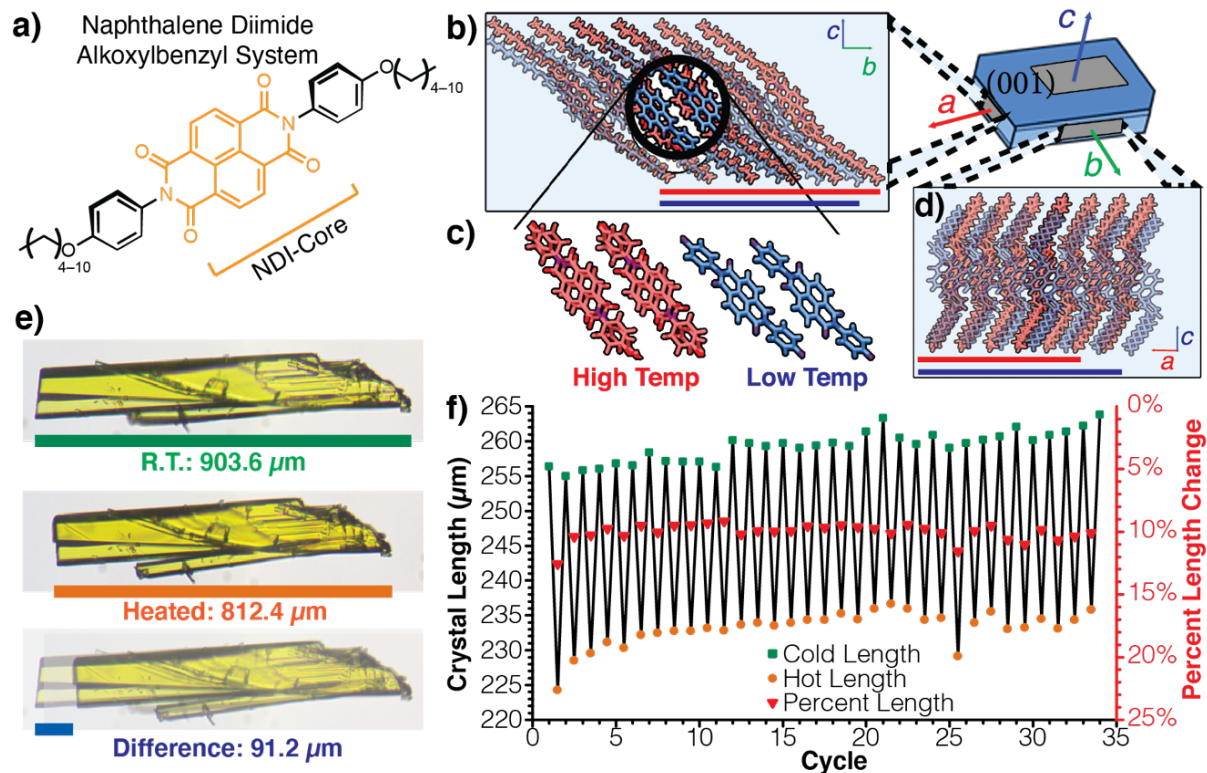 a)
Naphthalene Diimide
Alkoxylbenzyl System
O
4–10
O
O
N
N
O
O
O
4–10
NDI-Core
b)
c
b
c
(001)
a
b
c)
High Temp
Low Temp
d)
c
a
e)
R.T.: 903.6 µm
Heated: 812.4 µm
Difference: 91.2 µm
f)
265
260
255
250
245
240
235
230
225
220
Crystal Length (µm)
0%
5%
10%
15%
20%
25%
Percent Length Change
Cold Length
Hot Length
Percent Length
0 5 10 15 20 25 30 35
Cycle